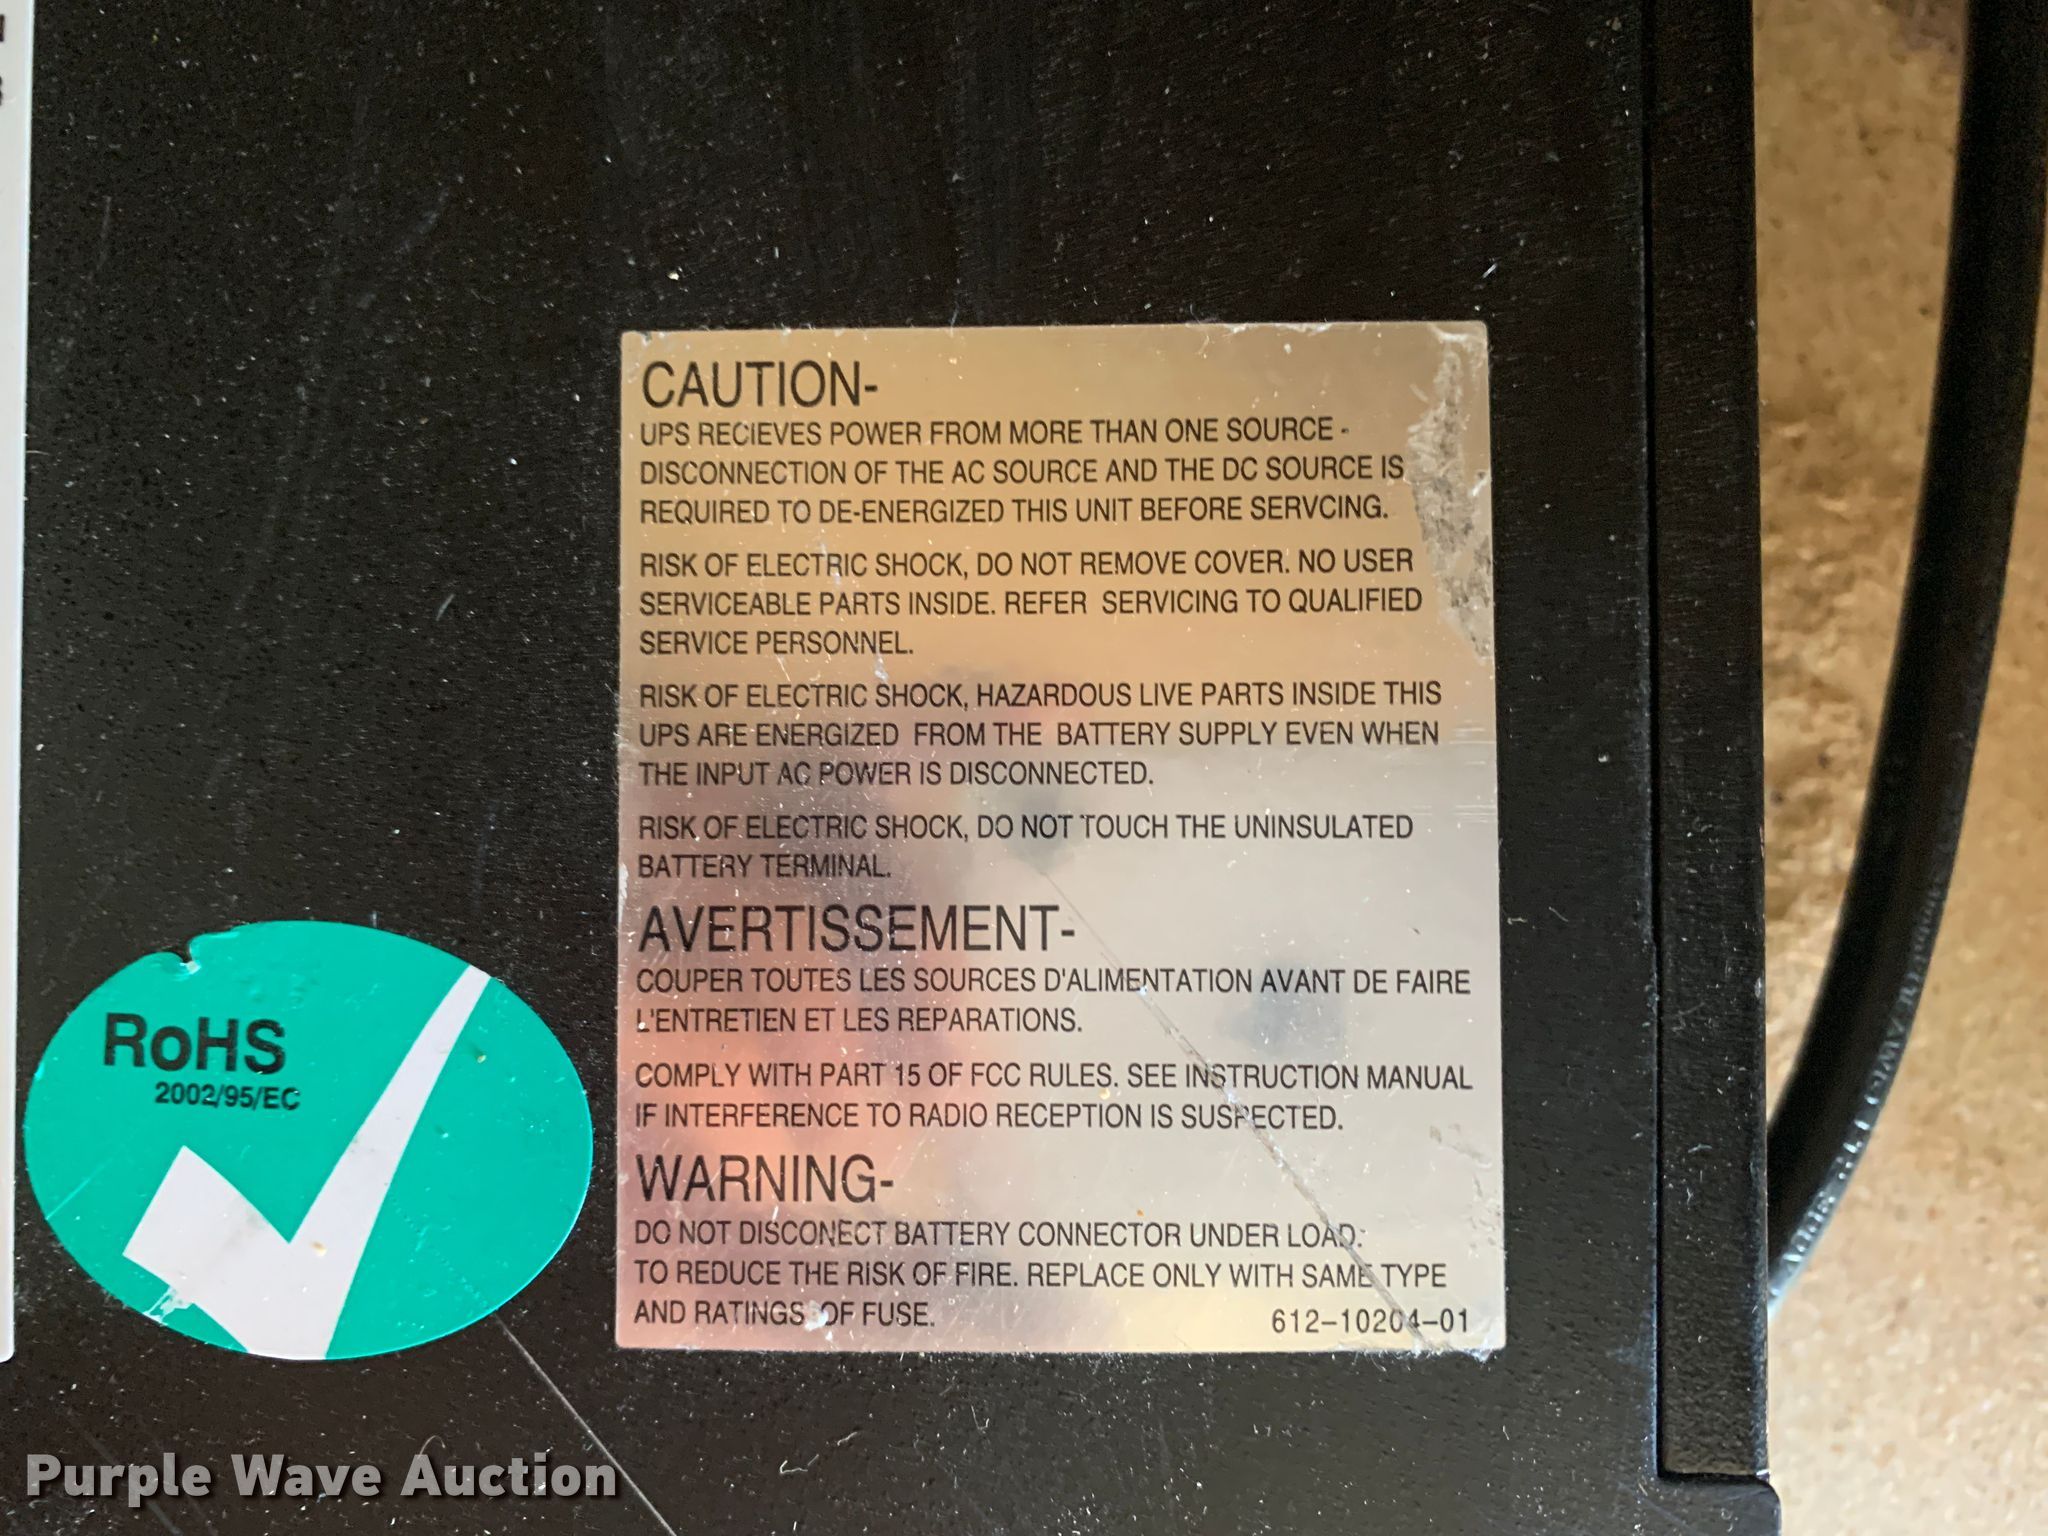 CAUTION-
UPS RECIEVES POWER FROM MORE THAN ONE SOURCE -
DISCONNECTION OF THE AC SOURCE AND THE DC SOURCE IS
REQUIRED TO DE-ENERGIZED THIS UNIT BEFORE SERVCING.
RISK OF ELECTRIC SHOCK, DO NOT REMOVE COVER. NO USER
SERVICEABLE PARTS INSIDE. REFER SERVICING TO QUALIFIED
SERVICE PERSONNEL.
RISK OF ELECTRIC SHOCK, HAZARDOUS LIVE PARTS INSIDE THIS
UPS ARE ENERGIZED FROM THE BATTERY SUPPLY EVEN WHEN
THE INPUT AC POWER IS DISCONNECTED.
RISK OF ELECTRIC SHOCK, DO NOT TOUCH THE UNINSULATED
BATTERY TERMINAL.
AVERTISSEMENT-
COUPER TOUTES LES SOURCES D'ALIMENTATION AVANT DE FAIRE
L'ENTRETIEN ET LES REPARATIONS.
COMPLY WITH PART 15 OF FCC RULES. SEE INSTRUCTION MANUAL
IF INTERFERENCE TO RADIO RECEPTION IS SUSPECTED.
WARNING-
DO NOT DISCONECT BATTERY CONNECTOR UNDER LOAD.
TO REDUCE THE RISK OF FIRE. REPLACE ONLY WITH SAME TYPE
AND RATINGS OF FUSE.
612-10204-01
RoHS
2002/95/EC
Purple Wave Auction